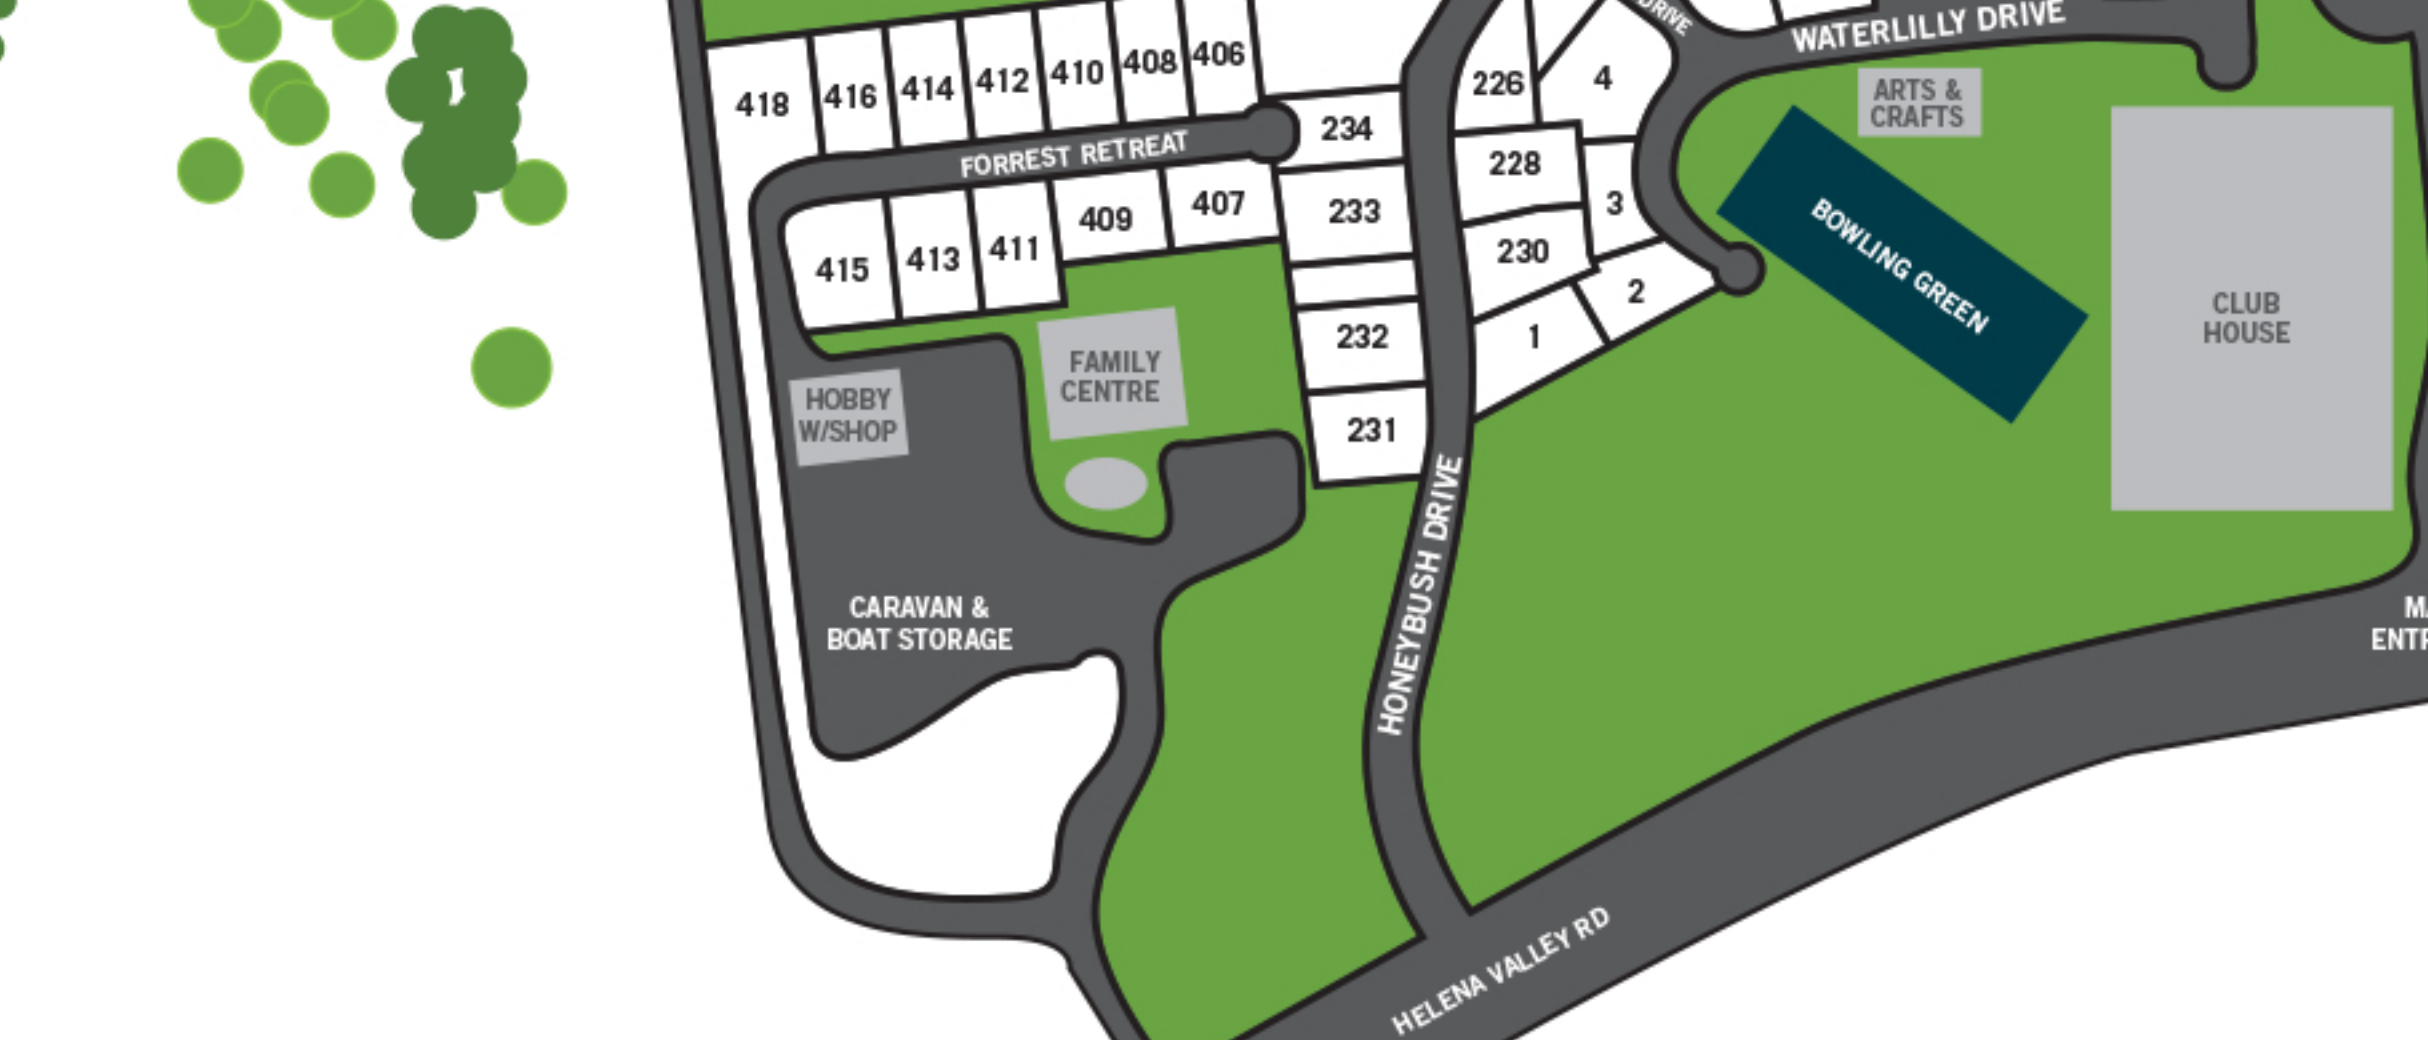 DRIVE
WATERLILLY DRIVE
418
416
414
412
410
408
406
226
4
ARTS &
CRAFTS
234
FORREST RETREAT
228
3
233
409
407
415
413
411
230
2
BOWLING GREEN
CLUB
HOUSE
232
1
FAMILY
CENTRE
HOBBY
W/SHOP
231
HONEYBUSH DRIVE
CARAVAN &
BOAT STORAGE
HELENA VALLEY RD